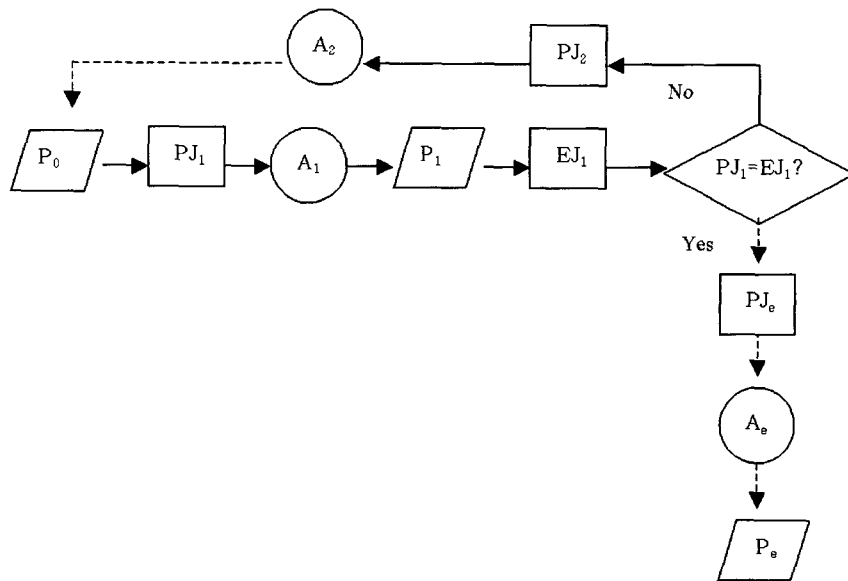 A₂
PJ₂
No
P₀
PJ₁
A₁
P₁
EJ₁
PJ₁=EJ₁?
Yes
PJₑ
Aₑ
Pₑ